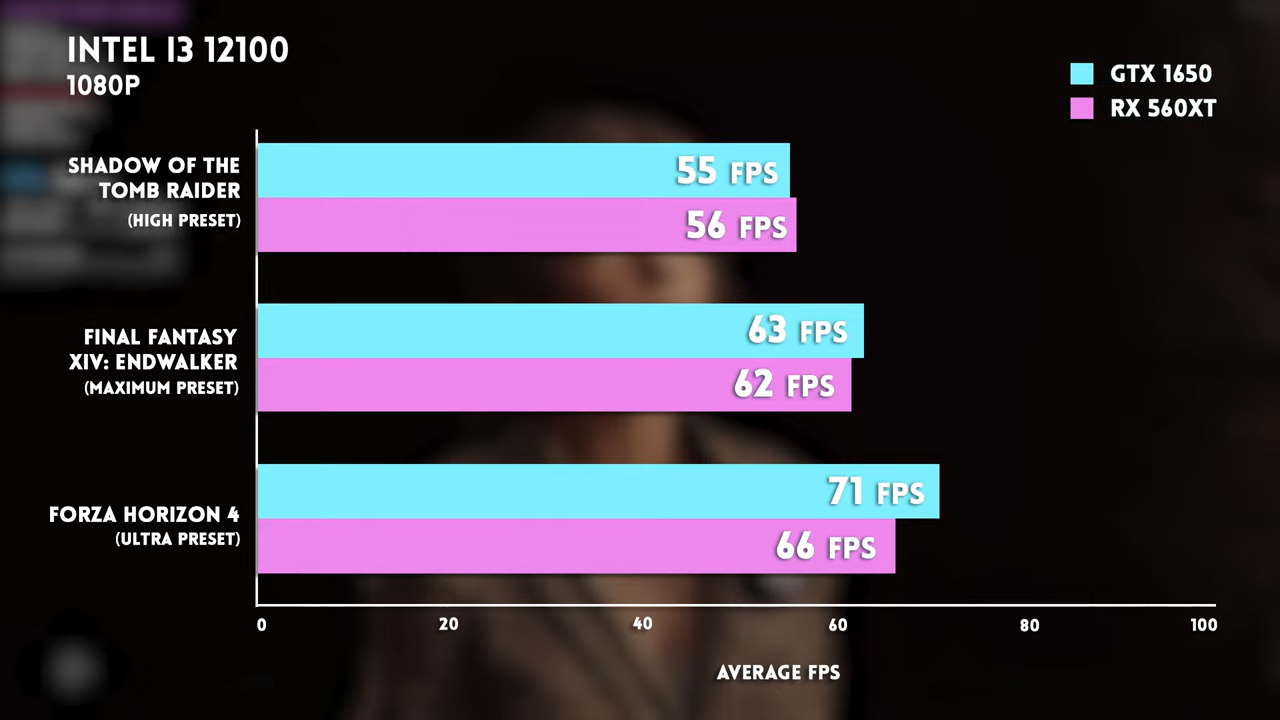 INTEL I3 12100
1080P
GTX 1650
RX 560XT
SHADOW OF THE
TOMB RAIDER
(HIGH PRESET)
55 FPS
56 FPS
FINAL FANTASY
XIV: ENDWALKER
(MAXIMUM PRESET)
63 FPS
62 FPS
FORZA HORIZON 4
(ULTRA PRESET)
71 FPS
66 FPS
0 20 40 60 80 100
AVERAGE FPS